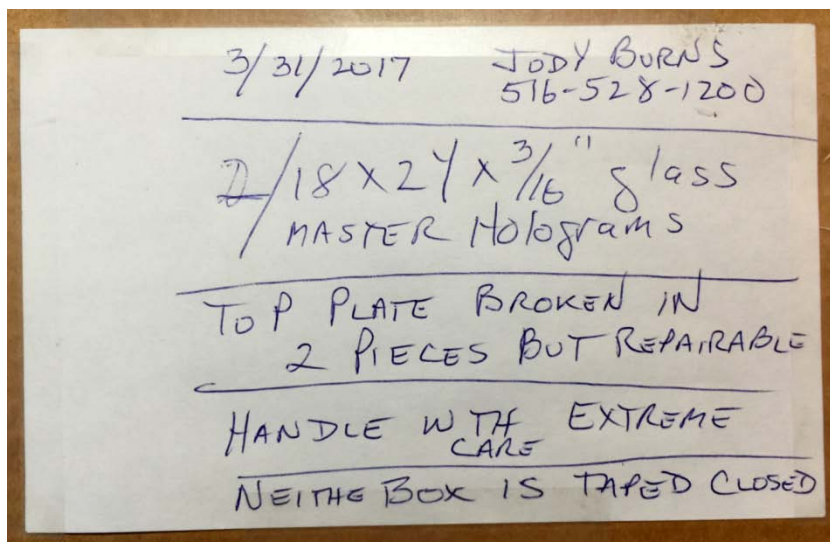 3/31/2017 JODY BURNS
516-528-1200
2/18 X 24 X 3/16" glass
MASTER Holograms
TOP PLATE BROKEN IN
2 PIECES BUT REPAIRABLE
HANDLE WTH EXTREME
CARE
NEITHE BOX IS TAPED CLOSED